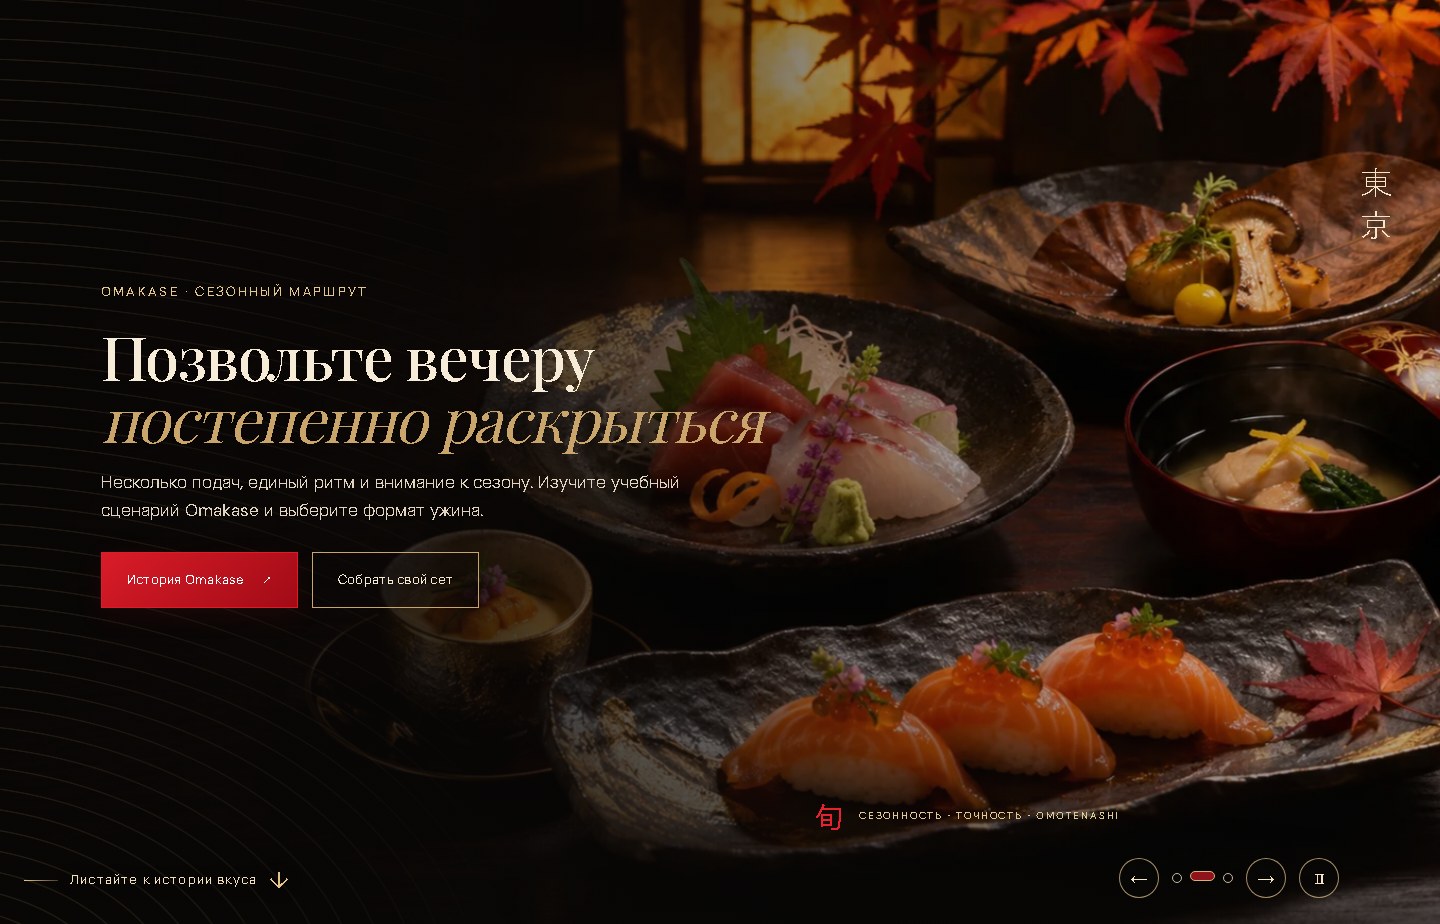 東
京
OMAKASE · СЕЗОННЫЙ МАРШРУТ
Позвольте вечеру
постепенно раскрыться
Несколько подач, единый ритм и внимание к сезону. Изучите учебный
сценарий Omakase и выберите формат ужина.
История Omakase ↗
Собрать свой сет
旬 СЕЗОННОСТЬ · ТОЧНОСТЬ · OMOTENASHI
Листайте к истории вкуса ↓